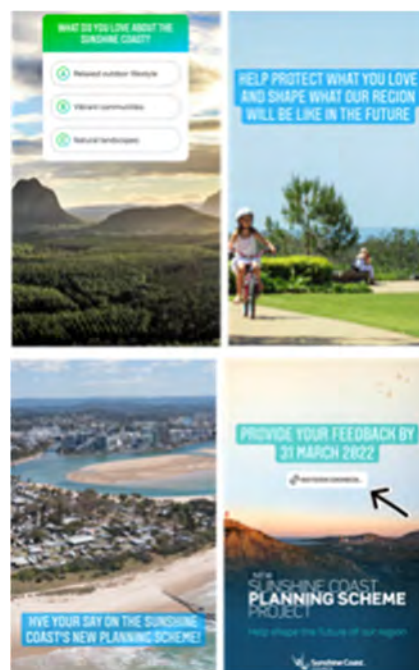 WHAT DO YOU LOVE ABOUT THE
SUNSHINE COAST?
A Relaxed outdoor lifestyle
B Vibrant communities
C Natural landscapes
HELP PROTECT WHAT YOU LOVE
AND SHAPE WHAT OUR REGION
WILL BE LIKE IN THE FUTURE
HVE YOUR SAY ON THE SUNSHINE
COAST'S NEW PLANNING SCHEME!
PROVIDE YOUR FEEDBACK BY
31 MARCH 2022
NEW
SUNSHINE COAST
PLANNING SCHEME
PROJECT
Help shape the future of our region
Sunshine Coast